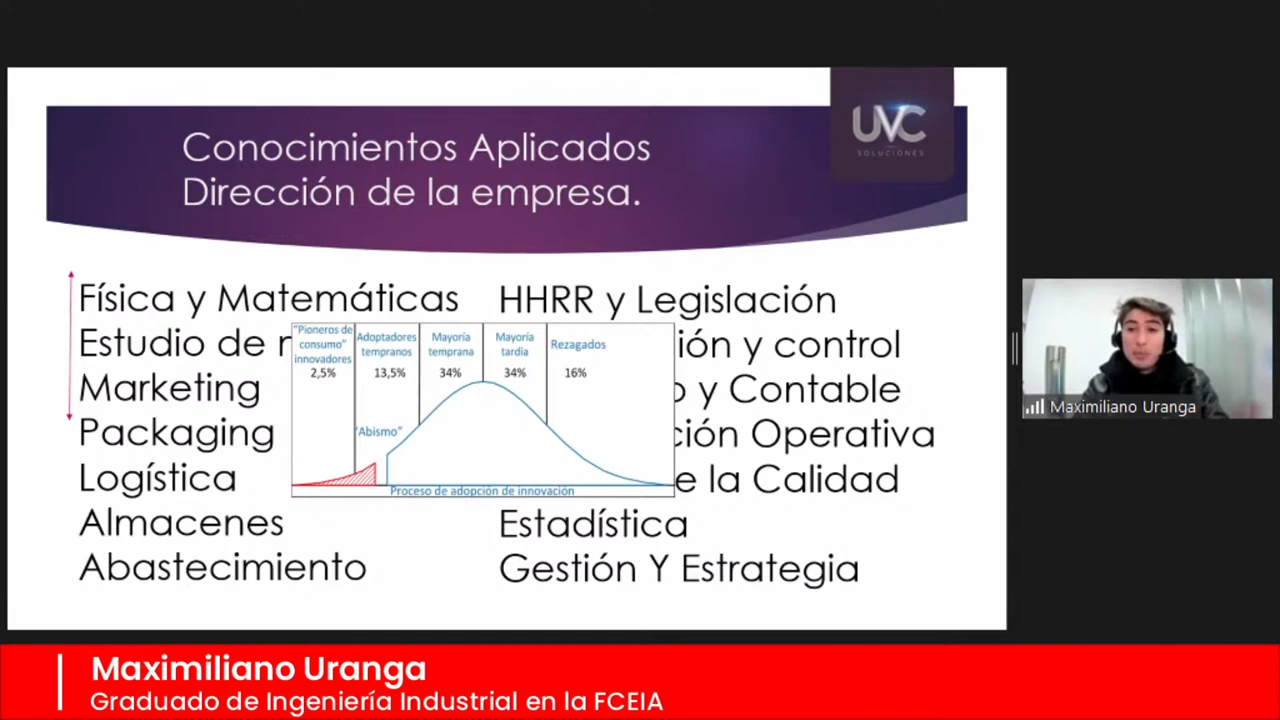 Conocimientos Aplicados
Dirección de la empresa.
UVC
SOLUCIONES
Física y Matemáticas
Estudio de
Marketing
Packaging
Logística
Almacenes
Abastecimiento
HHRR y Legislación
y control
y Contable
Operativa
e la Calidad
Estadística
Gestión Y Estrategia
"Pioneros de
consumo"
innovadores
2,5%
Adoptadores
tempranos
13,5%
Mayoría
temprana
34%
Mayoría
tardia
34%
Rezagados
16%
"Abismo"
Proceso de adopción de innovación
Maximiliano Uranga
Maximiliano Uranga
Graduado de Ingeniería Industrial en la FCEIA